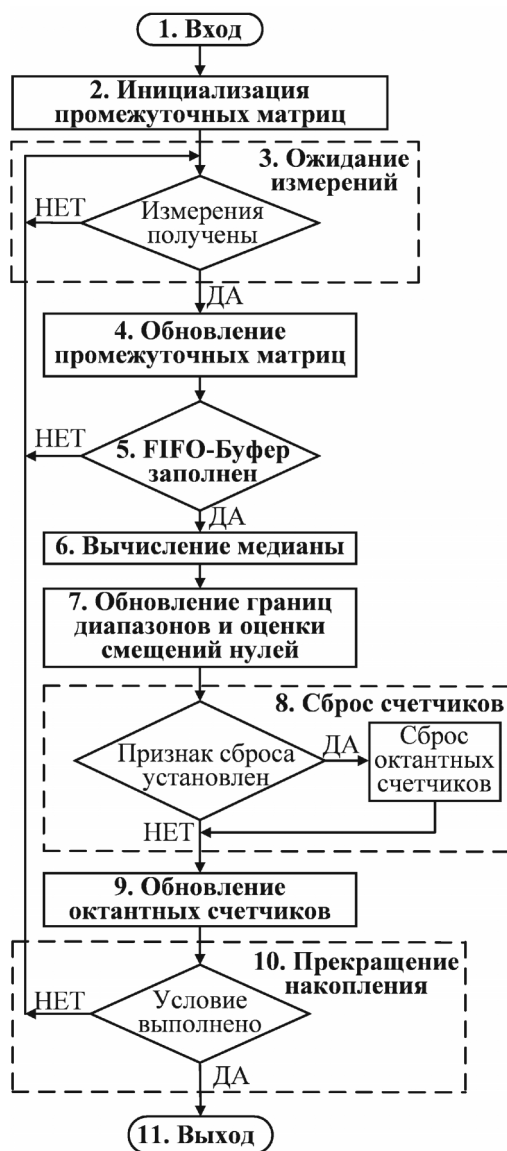 1. Вход
2. Инициализация
промежуточных матриц
3. Ожидание
измерений
НЕТ
Измерения
получены
ДА
4. Обновление
промежуточных матриц
НЕТ
5. FIFO-Буфер
заполнен
ДА
6. Вычисление медианы
7. Обновление границ
диапазонов и оценки
смещений нулей
8. Сброс счетчиков
Признак сброса
установлен
ДА
Сброс
октантных
счетчиков
НЕТ
9. Обновление
октантных счетчиков
10. Прекращение
накопления
НЕТ
Условие
выполнено
ДА
11. Выход